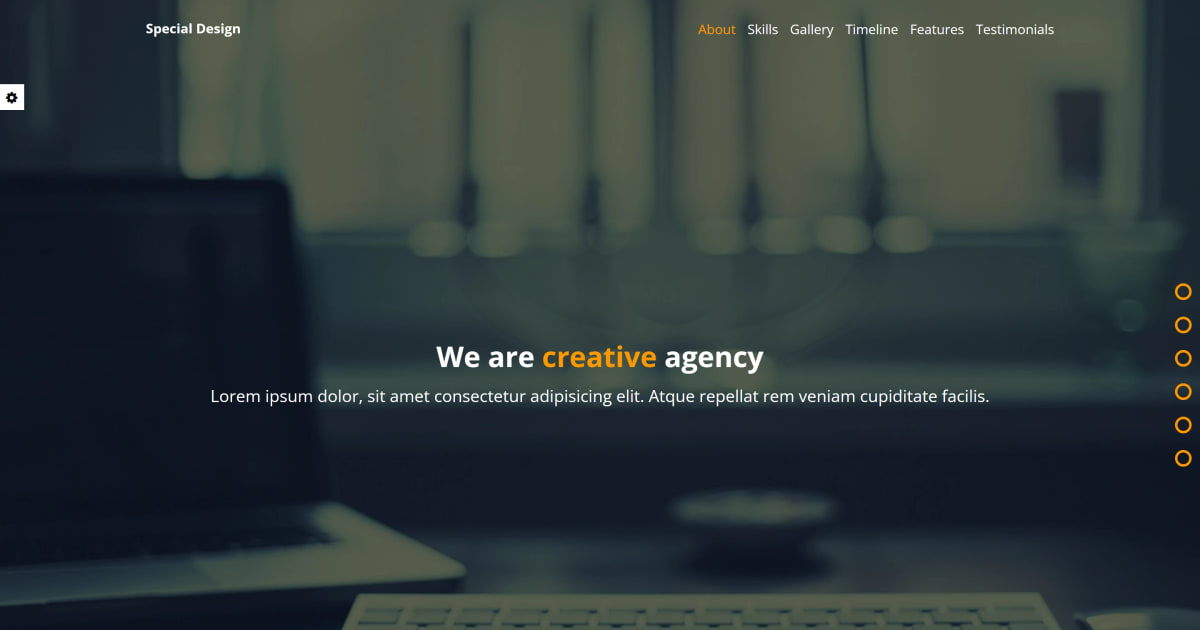 Special Design
About Skills Gallery Timeline Features Testimonials
We are creative agency
Lorem ipsum dolor, sit amet consectetur adipisicing elit. Atque repellat rem veniam cupiditate facilis.